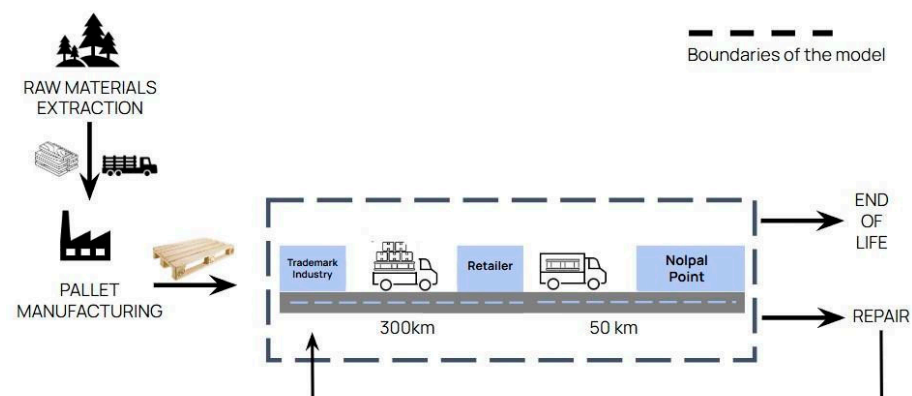 Boundaries of the model
RAW MATERIALS
EXTRACTION
PALLET
MANUFACTURING
Trademark
Industry
Retailer
Nolpal
Point
300km
50 km
END
OF
LIFE
REPAIR